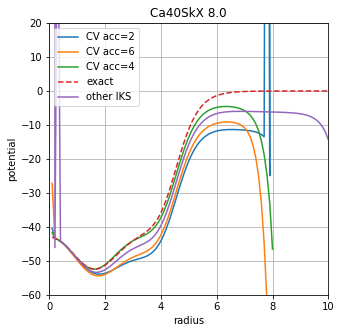 Ca40SkX 8.0
20
10
0
−10
−20
−30
−40
−50
−60
potential
CV acc=2
CV acc=6
CV acc=4
exact
other IKS
0
2
4
6
8
10
radius